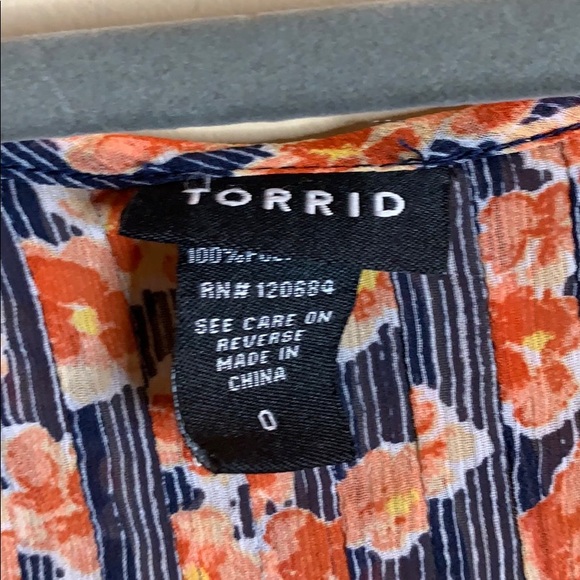 TORRID
100%
RN# 120684
SEE CARE ON
REVERSE
MADE IN
CHINA
0